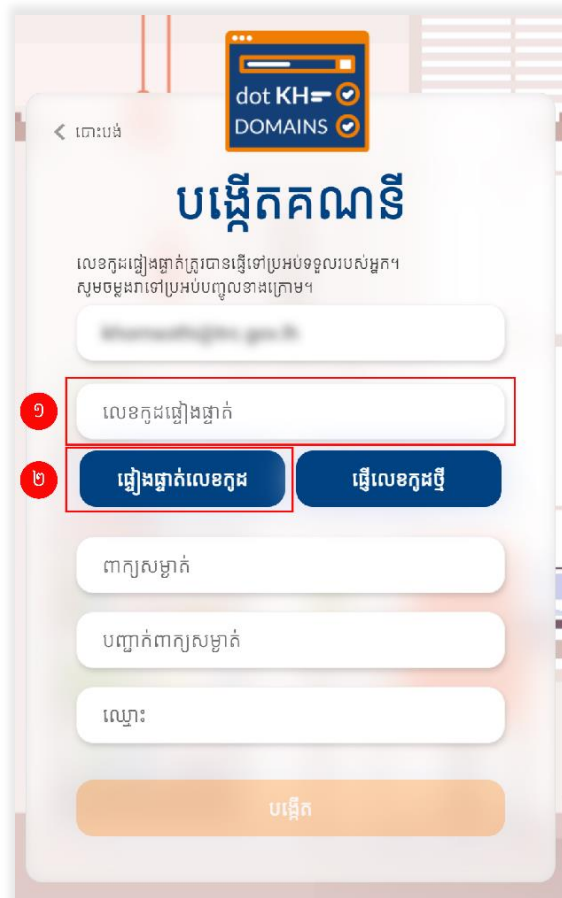 dot KH
DOMAINS
បោះបង់
បង្កើតគណនី
លេខកូដផ្ទៀងផ្ទាត់ត្រូវបានផ្ញើទៅប្រអប់ទទួលរបស់អ្នក។
សូមចម្លងវាទៅប្រអប់បញ្ចូលខាងក្រោម។
១
លេខកូដផ្ទៀងផ្ទាត់
២
ផ្ទៀងផ្ទាត់លេខកូដ
ផ្ញើលេខកូដថ្មី
ពាក្យសម្ងាត់
បញ្ជាក់ពាក្យសម្ងាត់
ឈ្មោះ
បង្កើត